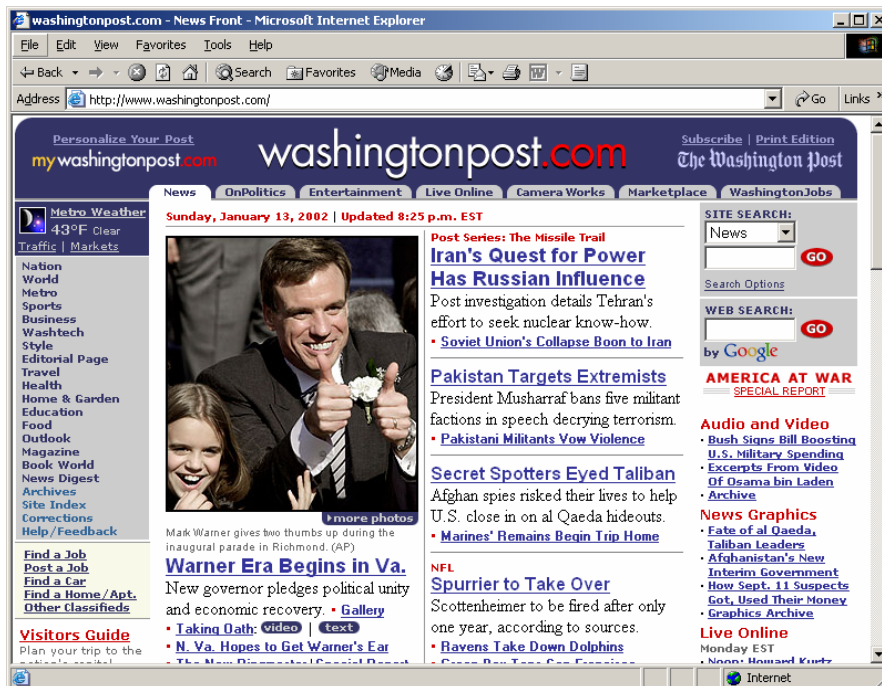 washingtonpost.com - News Front - Microsoft Internet Explorer
File Edit View Favorites Tools Help
Back Search Favorites Media
Address http://www.washingtonpost.com/ Go Links »
Personalize Your Post
mywashingtonpost.com
washingtonpost.com
Subscribe | Print Edition
The Washington Post
News OnPolitics Entertainment Live Online Camera Works Marketplace WashingtonJobs
Metro Weather
43°F Clear
Traffic | Markets
Nation
World
Metro
Sports
Business
Washtech
Style
Editorial Page
Travel
Health
Home & Garden
Education
Food
Outlook
Magazine
Book World
News Digest
Archives
Site Index
Corrections
Help/Feedback
Find a Job
Post a Job
Find a Car
Find a Home/Apt.
Other Classifieds
Visitors Guide
Plan your trip to the
nation's capital
Sunday, January 13, 2002 | Updated 8:25 p.m. EST
more photos
Mark Warner gives two thumbs up during the
inaugural parade in Richmond. (AP)
Warner Era Begins in Va.
New governor pledges political unity
and economic recovery. • Gallery
• Taking Oath: video | text
• N. Va. Hopes to Get Warner's Ear
Post Series: The Missile Trail
Iran's Quest for Power
Has Russian Influence
Post investigation details Tehran's
effort to seek nuclear know-how.
• Soviet Union's Collapse Boon to Iran
Pakistan Targets Extremists
President Musharraf bans five militant
factions in speech decrying terrorism.
• Pakistani Militants Vow Violence
Secret Spotters Eyed Taliban
Afghan spies risked their lives to help
U.S. close in on al Qaeda hideouts.
• Marines' Remains Begin Trip Home
NFL
Spurrier to Take Over
Scottenheimer to be fired after only
one year, according to sources.
• Ravens Take Down Dolphins
SITE SEARCH:
News
GO
Search Options
WEB SEARCH:
GO
by Google
AMERICA AT WAR
SPECIAL REPORT
Audio and Video
• Bush Signs Bill Boosting
U.S. Military Spending
• Excerpts From Video
Of Osama bin Laden
• Archive
News Graphics
• Fate of al Qaeda,
Taliban Leaders
• Afghanistan's New
Interim Government
• How Sept. 11 Suspects
Got, Used Their Money
• Graphics Archive
Live Online
Monday EST
• Noon: Howard Kurtz
Internet